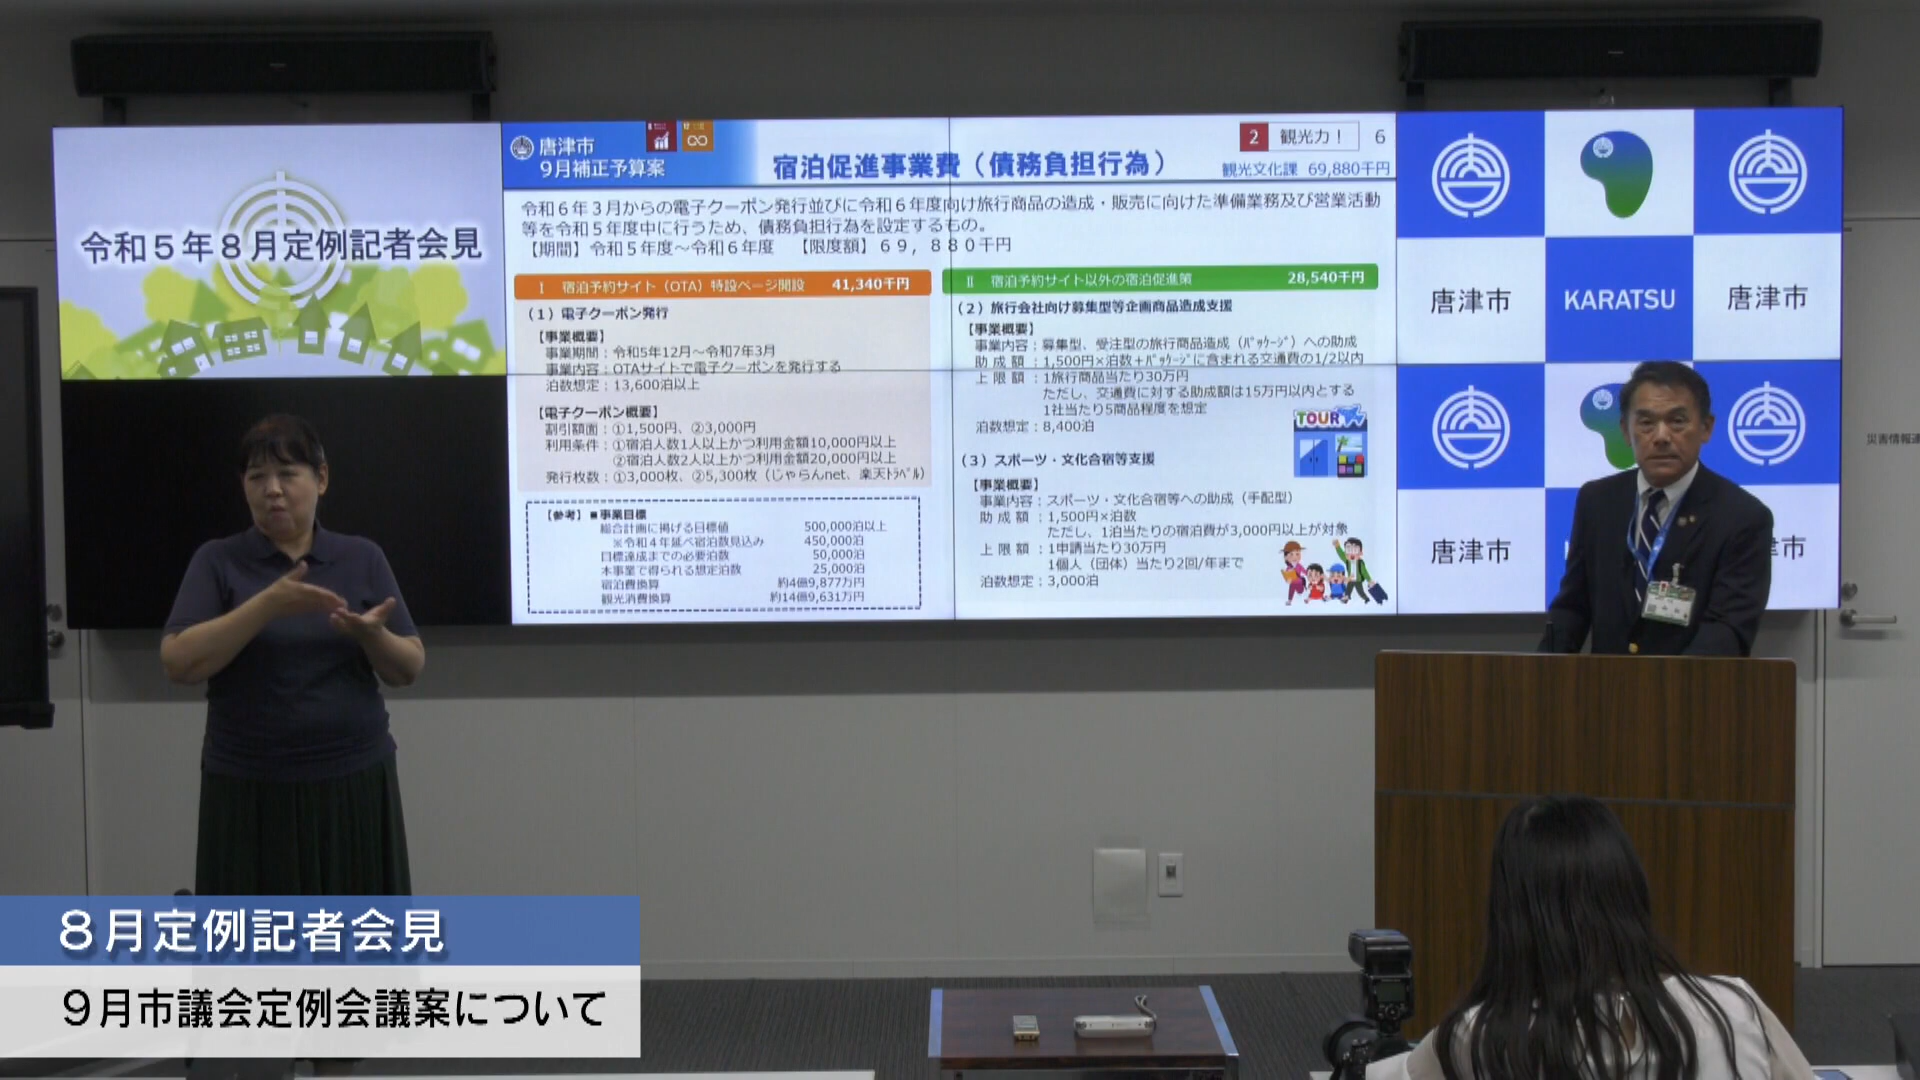 令和５年８月定例記者会見
唐津市
９月補正予算案
宿泊促進事業費（債務負担行為）
2 観光力！ 6
観光文化課 69,880千円
令和６年３月からの電子クーポン発行並びに令和６年度向け旅行商品の造成・販売に向けた準備業務及び営業活動
等を令和５年度中に行うため、債務負担行為を設定するもの。
【期間】令和５年度～令和６年度 【限度額】６９，８８０千円
Ⅰ 宿泊予約サイト（OTA）特設ページ開設 41,340千円
（1）電子クーポン発行
【事業概要】
事業期間：令和5年12月～令和7年3月
事業内容：OTAサイトで電子クーポンを発行する
泊数想定：13,600泊以上
【電子クーポン概要】
割引額面：①1,500円、②3,000円
利用条件：①宿泊人数1人以上かつ利用金額10,000円以上
②宿泊人数2人以上かつ利用金額20,000円以上
発行枚数：①3,000枚、②5,300枚（じゃらんnet、楽天ﾄﾗﾍﾞﾙ）
【参考】■事業目標
総合計画に掲げる目標値 500,000泊以上
※令和４年延べ宿泊数見込み 450,000泊
目標達成までの必要泊数 50,000泊
本事業で得られる想定泊数 25,000泊
宿泊費換算 約4億9,877万円
観光消費換算 約14億9,631万円
Ⅱ 宿泊予約サイト以外の宿泊促進策 28,540千円
（2）旅行会社向け募集型等企画商品造成支援
【事業概要】
事業内容：募集型、受注型の旅行商品造成（ﾊﾟｯｹｰｼﾞ）への助成
助成額：1,500円×泊数＋ﾊﾟｯｹｰｼﾞに含まれる交通費の1/2以内
上限額：1旅行商品当たり30万円
ただし、交通費に対する助成額は15万円以内とする
1社当たり5商品程度を想定
泊数想定：8,400泊
TOUR
（3）スポーツ・文化合宿等支援
【事業概要】
事業内容：スポーツ・文化合宿等への助成（手配型）
助成額：1,500円×泊数
ただし、1泊当たりの宿泊費が3,000円以上が対象
上限額：1申請当たり30万円
1個人（団体）当たり2回/年まで
泊数想定：3,000泊
唐津市
KARATSU
唐津市
唐津市
津市
災害情報連
８月定例記者会見
９月市議会定例会議案について